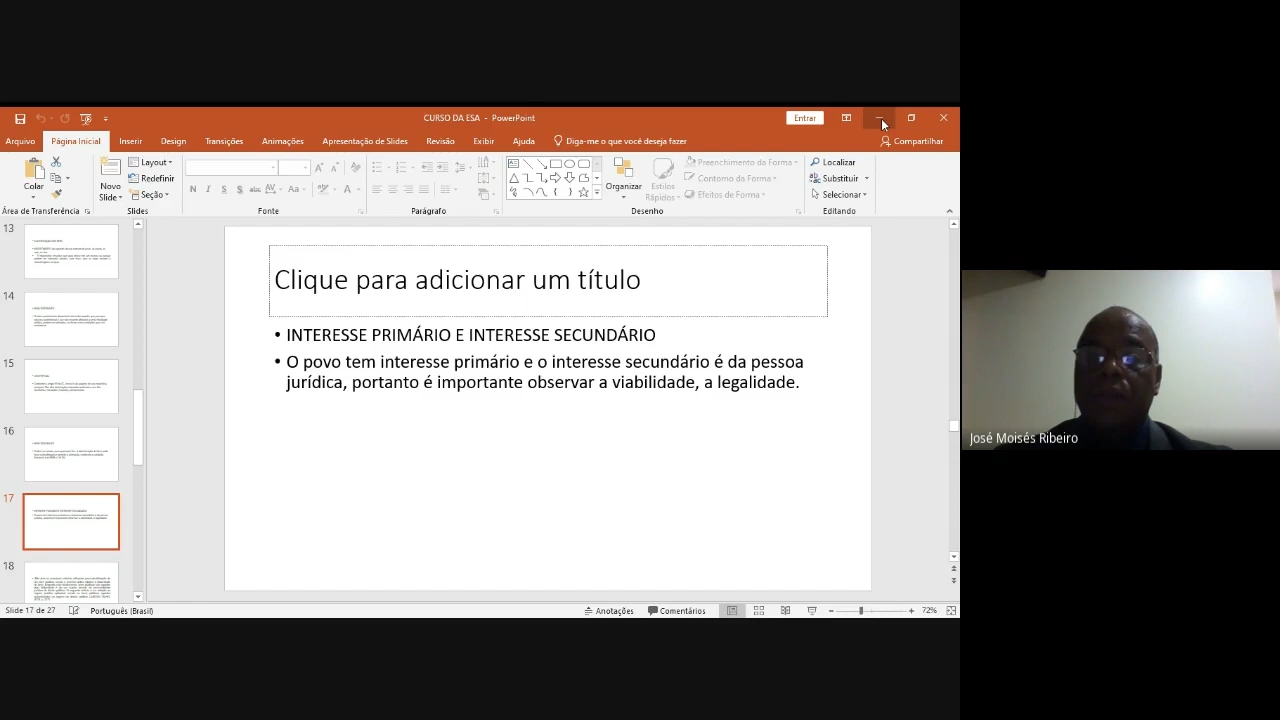 CURSO DA ESA - PowerPoint
Entrar
Arquivo
Página Inicial
Inserir
Design
Transições
Animações
Apresentação de Slides
Revisão
Exibir
Ajuda
Diga-me o que você deseja fazer
Compartilhar
Colar
Novo
Slide
Layout
Redefinir
Seção
N I S S abc AV Aa A
Organizar
Estilos
Rápidos
Preenchimento da Forma
Contorno da Forma
Efeitos de Forma
Localizar
Substituir
Selecionar
Área de Transferência
Slides
Fonte
Parágrafo
Desenho
Editando
13
14
15
16
17
18
Clique para adicionar um título
• INTERESSE PRIMÁRIO E INTERESSE SECUNDÁRIO
• O povo tem interesse primário e o interesse secundário é da pessoa
jurídica, portanto é importante observar a viabilidade, a legalidade.
José Moisés Ribeiro
Slide 17 de 27
Português (Brasil)
Anotações
Comentários
72%